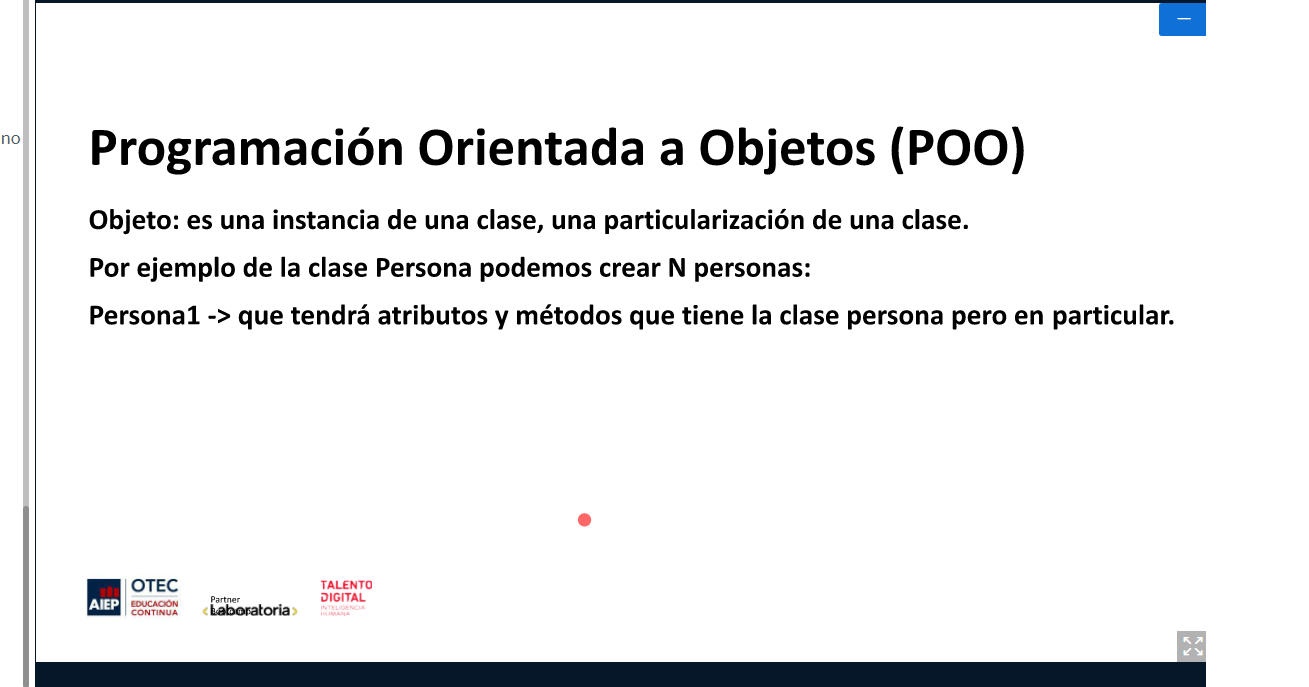 no
Programación Orientada a Objetos (POO)
Objeto: es una instancia de una clase, una particularización de una clase.
Por ejemplo de la clase Persona podemos crear N personas:
Persona1 -> que tendrá atributos y métodos que tiene la clase persona pero en particular.
AIEP
OTEC
EDUCACIÓN
CONTINUA
Partner
Laboratoria
TALENTO
DIGITAL
INTELIGENCIA
HUMANA